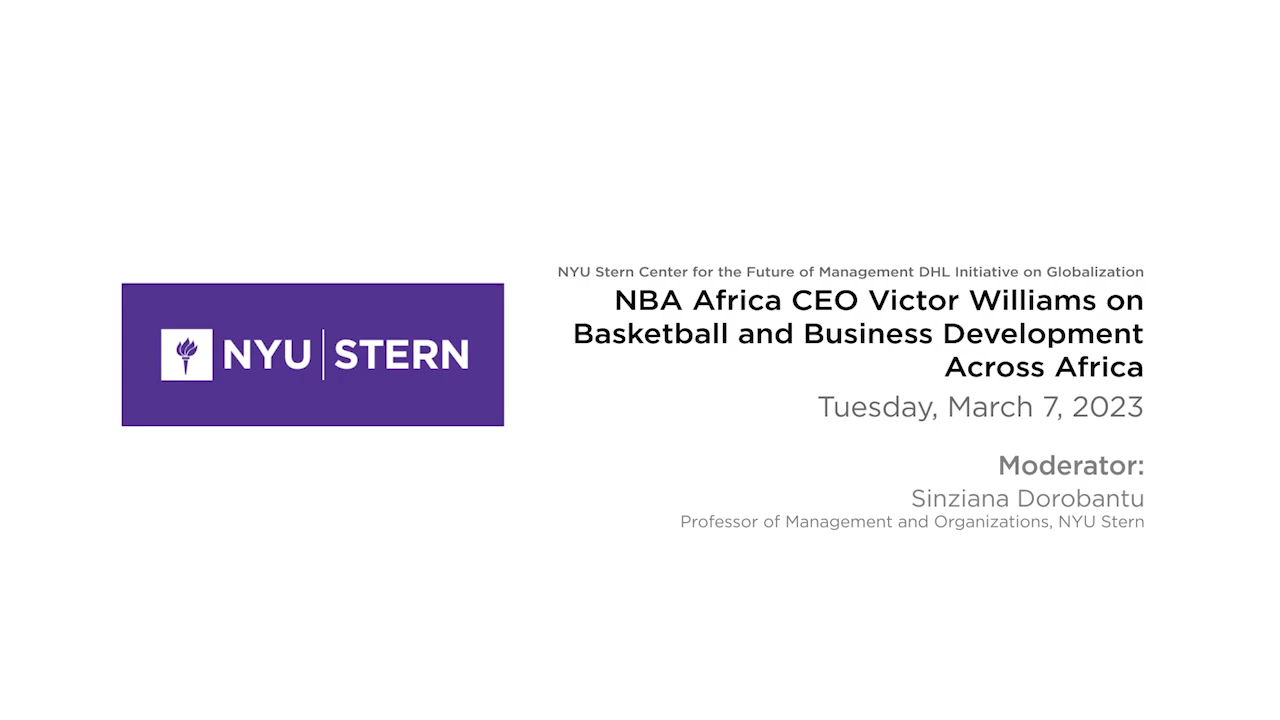 NYU STERN
NYU Stern Center for the Future of Management DHL Initiative on Globalization
NBA Africa CEO Victor Williams on
Basketball and Business Development
Across Africa
Tuesday, March 7, 2023
Moderator:
Sinziana Dorobantu
Professor of Management and Organizations, NYU Stern